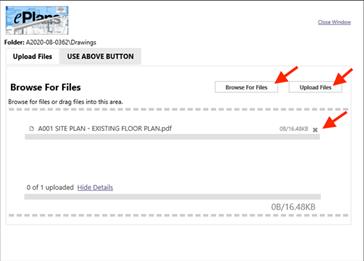 ePlans
Close Window
Folder: A2020-08-0362\Drawings
Upload Files USE ABOVE BUTTON
Browse For Files Browse For Files Upload Files
Browse for files or drag files into this area.
A001 SITE PLAN - EXISTING FLOOR PLAN.pdf 0B/16.48KB
0 of 1 uploaded Hide Details
0B/16.48KB